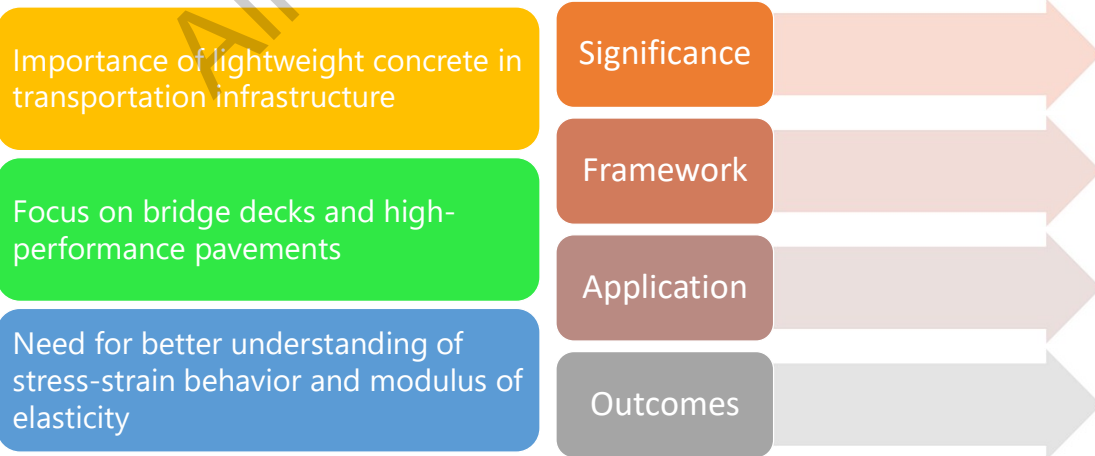 Importance of lightweight concrete in
transportation infrastructure
Focus on bridge decks and high-
performance pavements
Need for better understanding of
stress-strain behavior and modulus of
elasticity
Significance
Framework
Application
Outcomes